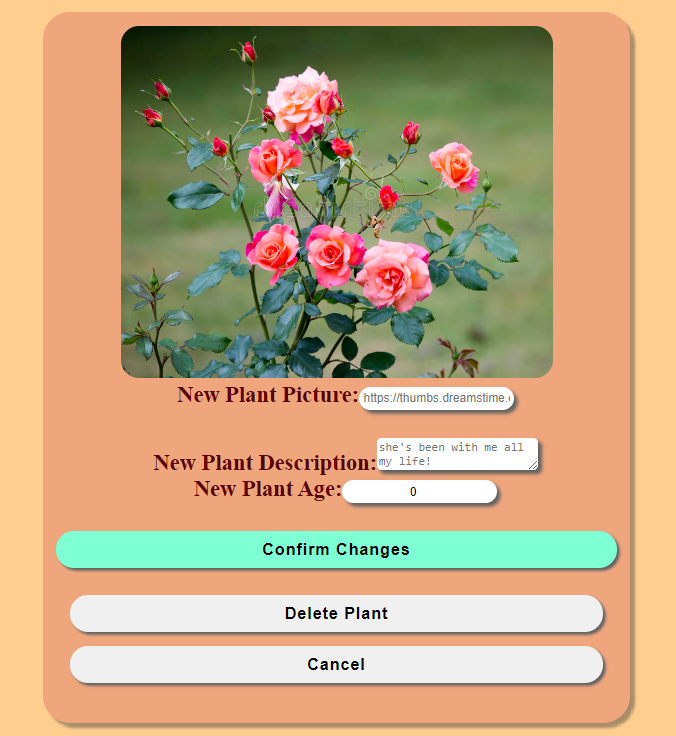 dreamstime
New Plant Picture: https://thumbs.dreamstime.
New Plant Description: she's been with me all
my life!
New Plant Age: 0
Confirm Changes
Delete Plant
Cancel